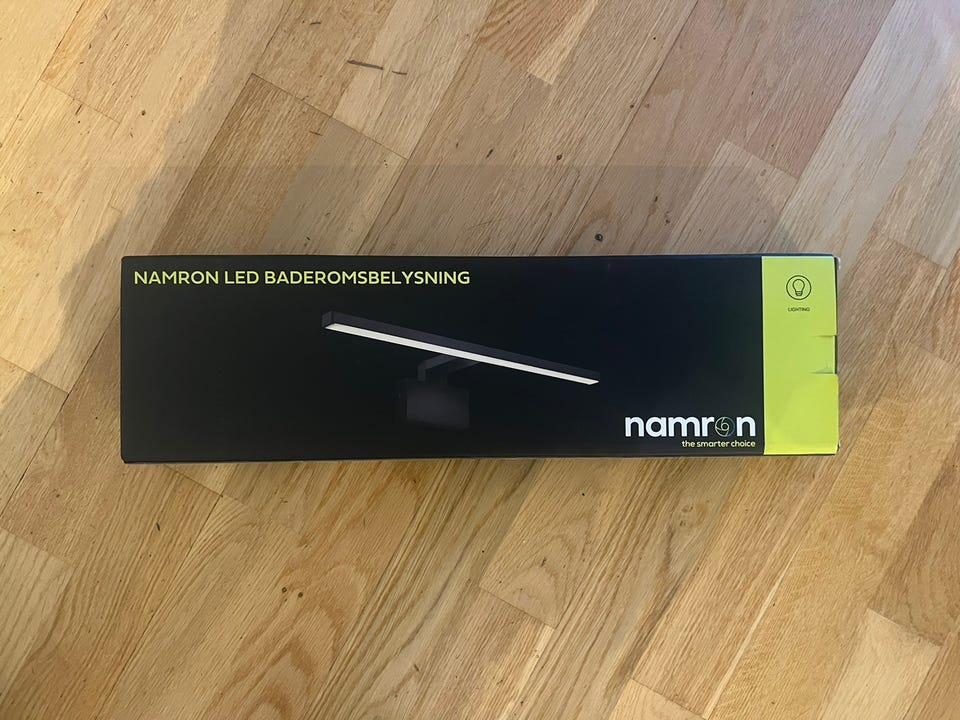 NAMRON LED BADEROMSBELYSNING
LIGHTING
namron
the smarter choice